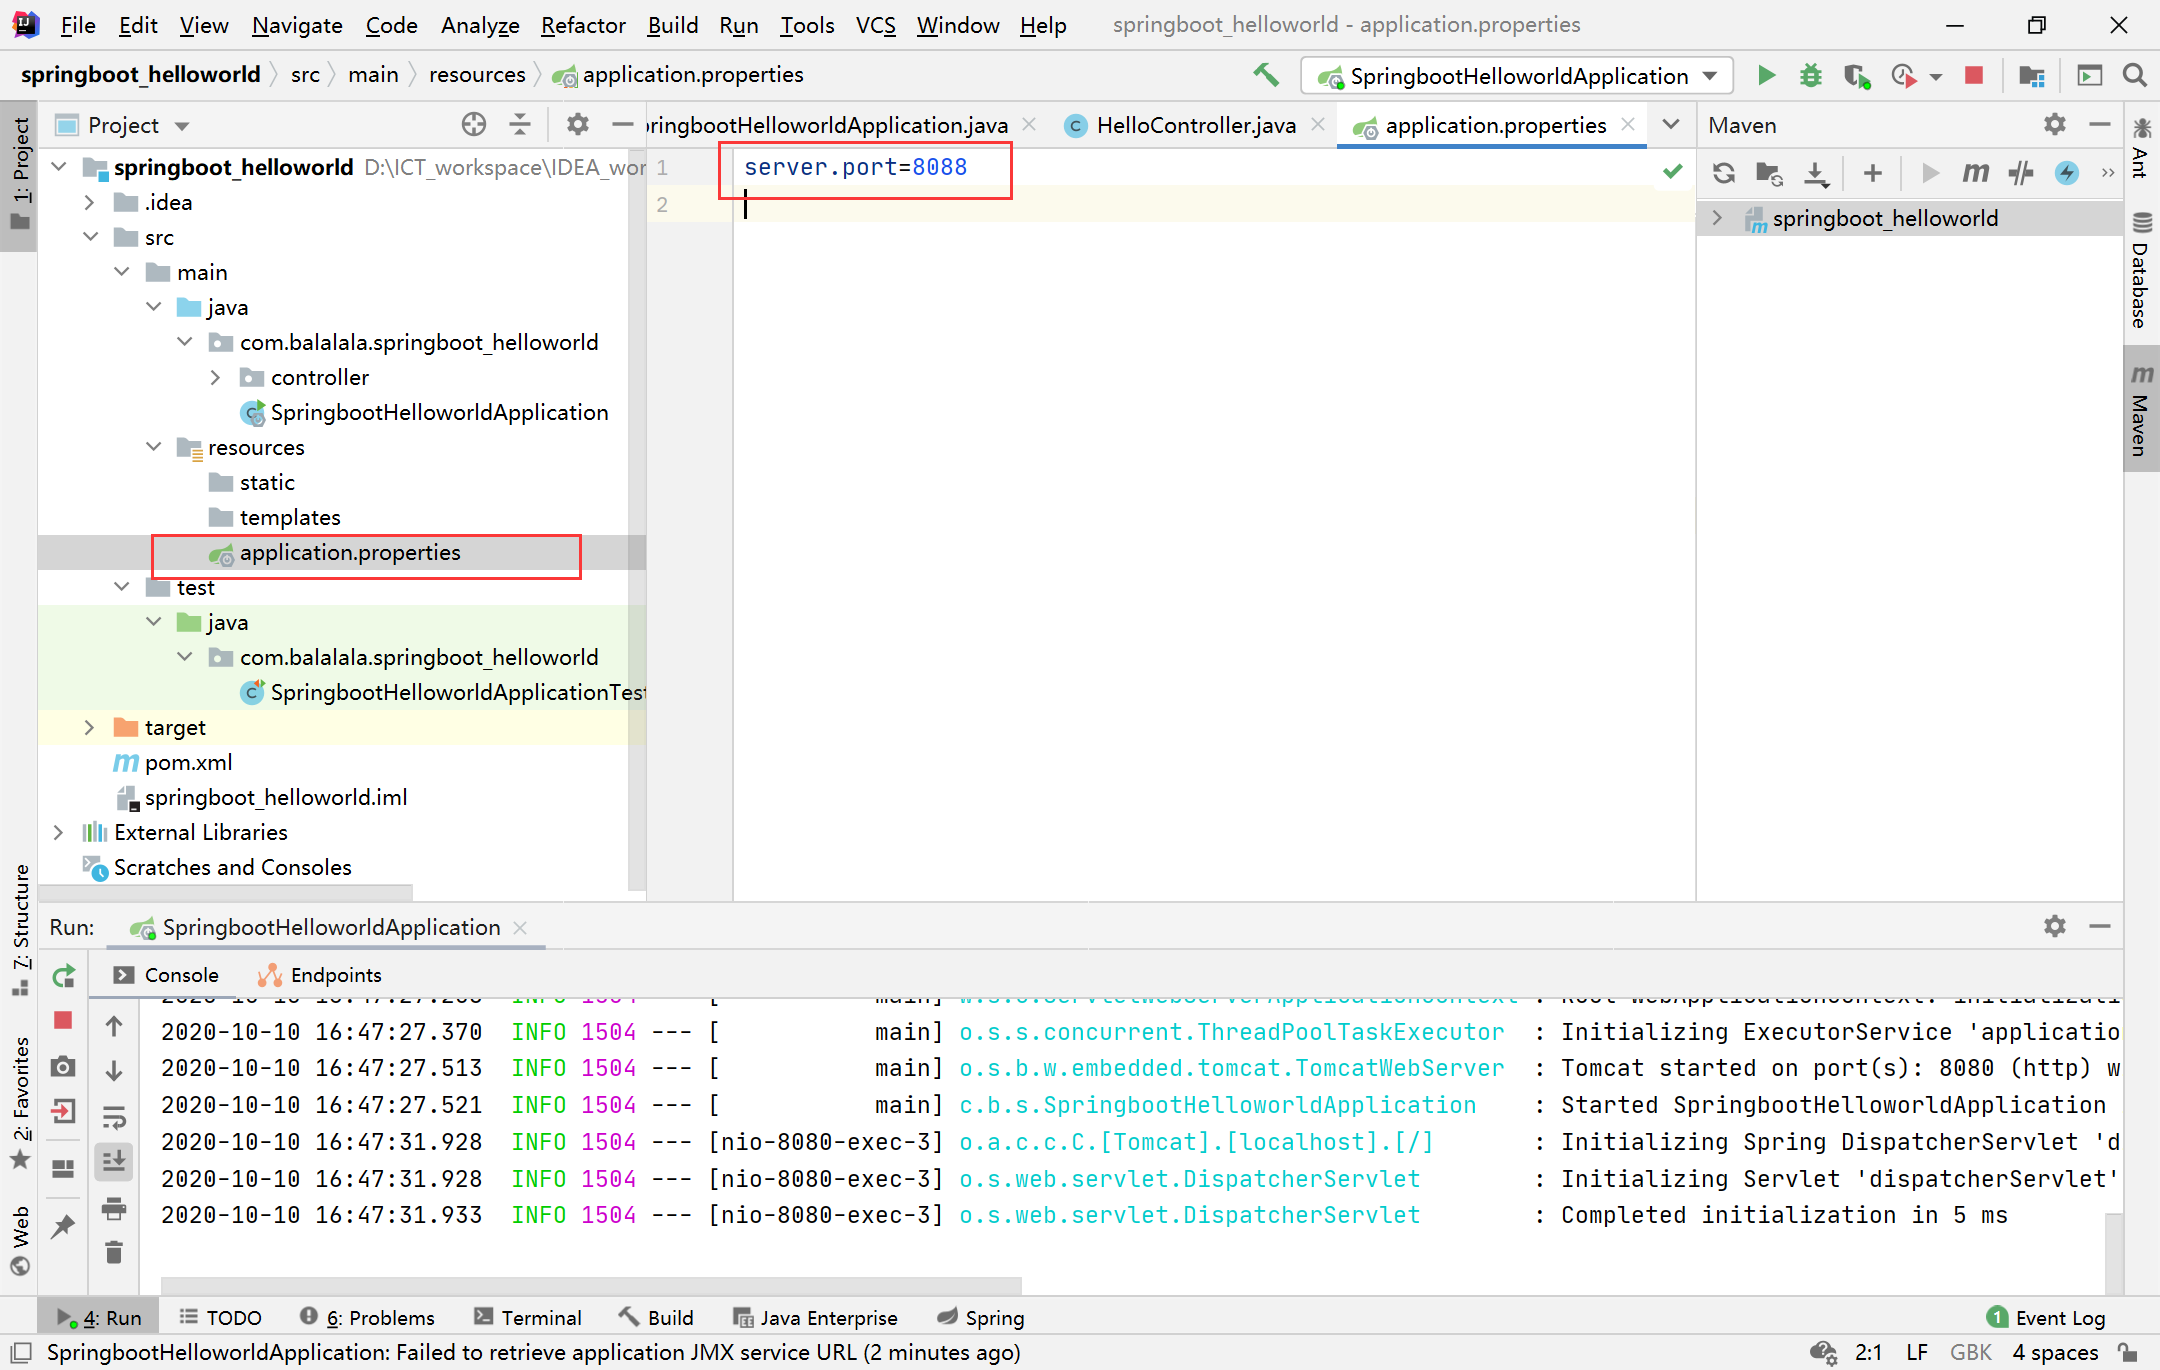 File Edit View Navigate Code Analyze Refactor Build Run Tools VCS Window Help springboot_helloworld - application.properties
springboot_helloworld src main resources application.properties SpringbootHelloworldApplication
1: Project
Project
springboot_helloworld D:\ICT_workspace\IDEA_wor
.idea
src
main
java
com.balalala.springboot_helloworld
controller
SpringbootHelloworldApplication
resources
static
templates
application.properties
test
java
com.balalala.springboot_helloworld
SpringbootHelloworldApplicationTest
target
pom.xml
springboot_helloworld.iml
External Libraries
Scratches and Consoles
pringbootHelloworldApplication.java HelloController.java application.properties
1 server.port=8088
2
Maven
springboot_helloworld
Ant
Database
Maven
7: Structure
2: Favorites
Web
Run: SpringbootHelloworldApplication
Console Endpoints
2020-10-10 16:47:27.370 INFO 1504 --- [ main] o.s.s.concurrent.ThreadPoolTaskExecutor : Initializing ExecutorService 'applicatio
2020-10-10 16:47:27.513 INFO 1504 --- [ main] o.s.b.w.embedded.tomcat.TomcatWebServer : Tomcat started on port(s): 8080 (http) w
2020-10-10 16:47:27.521 INFO 1504 --- [ main] c.b.s.SpringbootHelloworldApplication : Started SpringbootHelloworldApplication
2020-10-10 16:47:31.928 INFO 1504 --- [nio-8080-exec-3] o.a.c.c.C.[Tomcat].[localhost].[/] : Initializing Spring DispatcherServlet 'd
2020-10-10 16:47:31.928 INFO 1504 --- [nio-8080-exec-3] o.s.web.servlet.DispatcherServlet : Initializing Servlet 'dispatcherServlet'
2020-10-10 16:47:31.933 INFO 1504 --- [nio-8080-exec-3] o.s.web.servlet.DispatcherServlet : Completed initialization in 5 ms
4: Run TODO 6: Problems Terminal Build Java Enterprise Spring 1 Event Log
SpringbootHelloworldApplication: Failed to retrieve application JMX service URL (2 minutes ago) 2:1 LF GBK 4 spaces